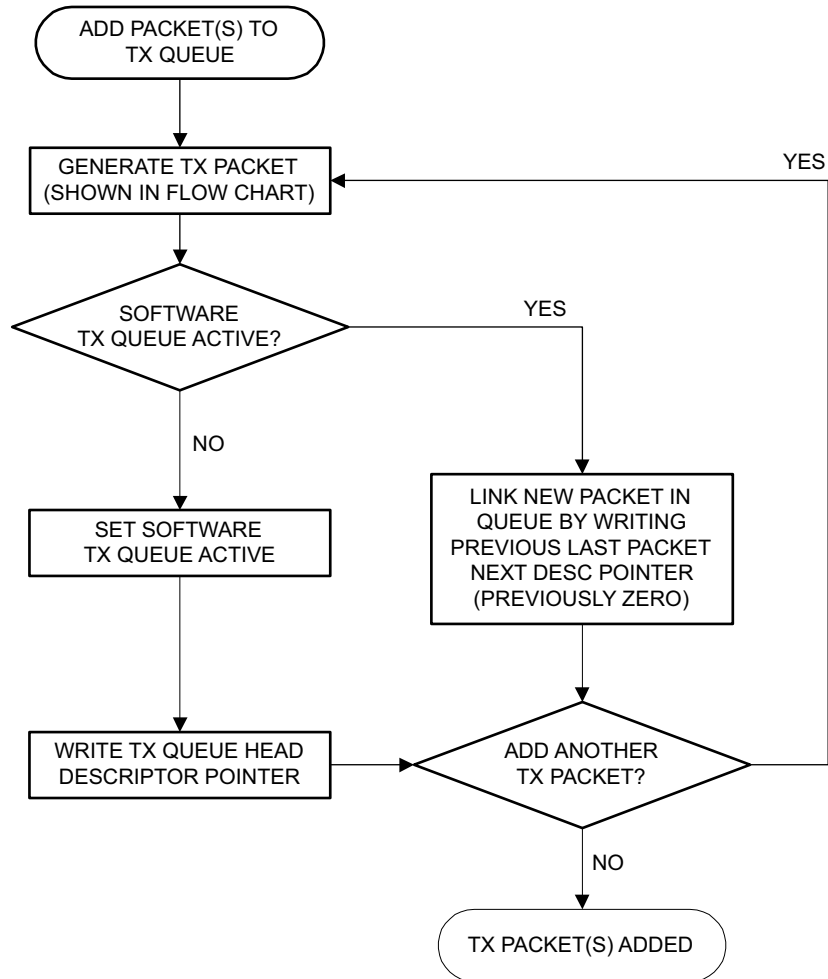 ADD PACKET(S) TO
TX QUEUE
GENERATE TX PACKET
(SHOWN IN FLOW CHART)
YES
SOFTWARE
TX QUEUE ACTIVE?
YES
NO
SET SOFTWARE
TX QUEUE ACTIVE
LINK NEW PACKET IN
QUEUE BY WRITING
PREVIOUS LAST PACKET
NEXT DESC POINTER
(PREVIOUSLY ZERO)
WRITE TX QUEUE HEAD
DESCRIPTOR POINTER
ADD ANOTHER
TX PACKET?
NO
TX PACKET(S) ADDED